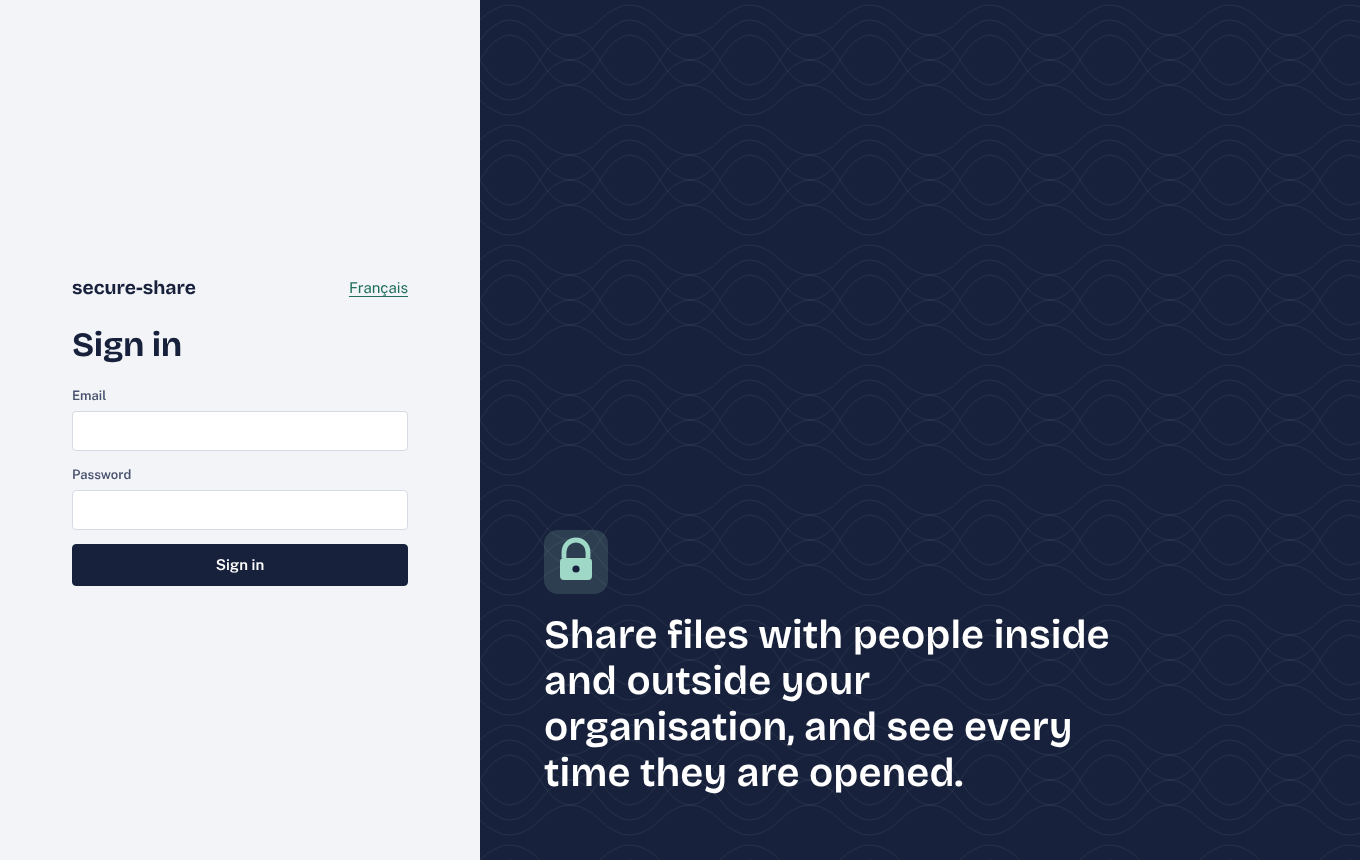 secure-share
Français
Sign in
Email
Password
Sign in
Share files with people inside
and outside your
organisation, and see every
time they are opened.